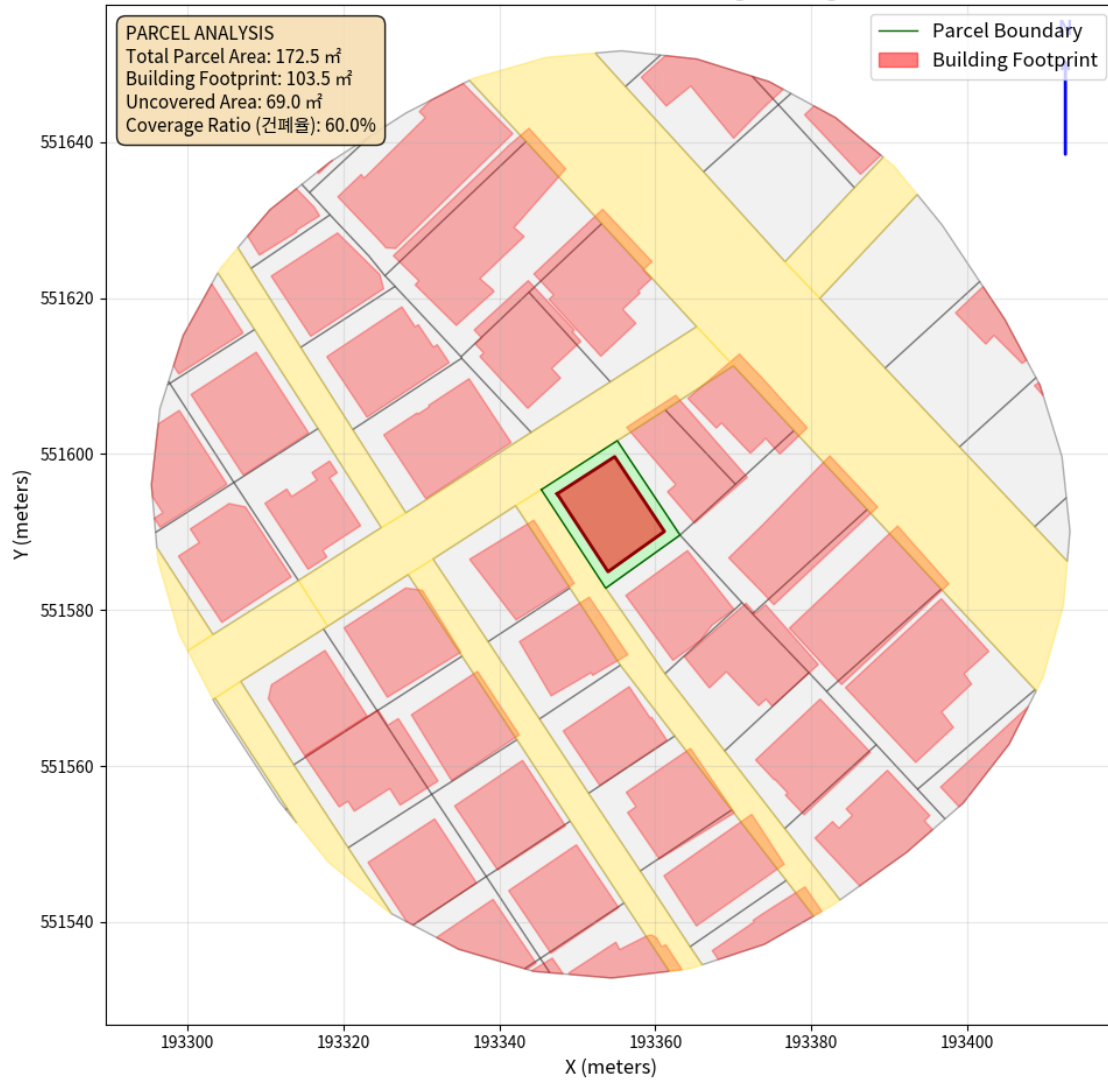 PARCEL ANALYSIS
Total Parcel Area: 172.5 ㎡
Building Footprint: 103.5 ㎡
Uncovered Area: 69.0 ㎡
Coverage Ratio (건폐율): 60.0%
Parcel Boundary
Building Footprint
N
551640
551620
551600
551580
551560
551540
Y (meters)
193300 193320 193340 193360 193380 193400
X (meters)